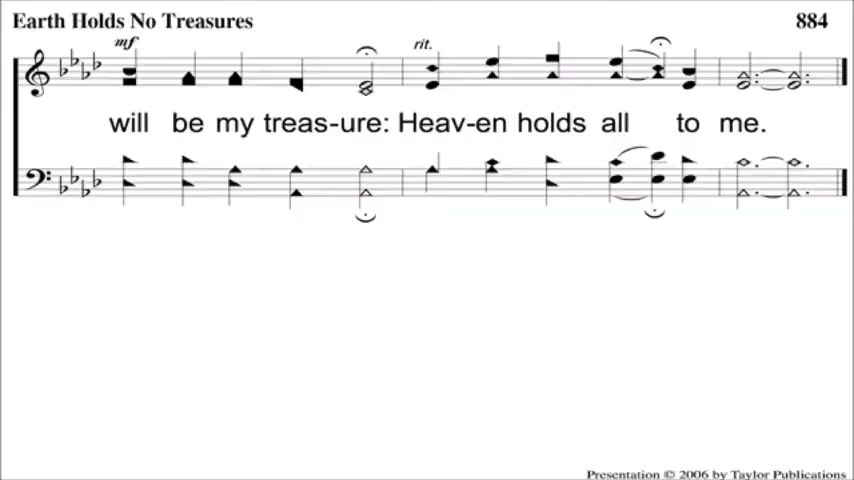 Earth Holds No Treasures 884
mf rit.
will be my treas-ure: Heav-en holds all to me.
Presentation © 2006 by Taylor Publications